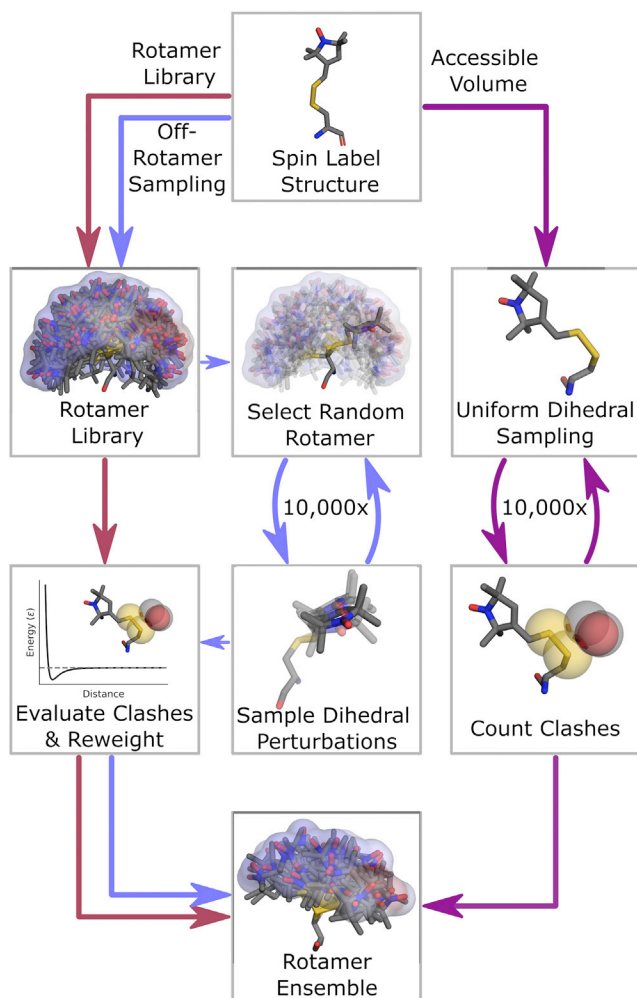 Rotamer
Library
Off-
Rotamer
Sampling
Spin Label
Structure
Accessible
Volume
Rotamer
Library
Select Random
Rotamer
Uniform Dihedral
Sampling
10,000x
10,000x
Energy (ε)
Distance
Evaluate Clashes
& Reweight
Sample Dihedral
Perturbations
Count Clashes
Rotamer
Ensemble